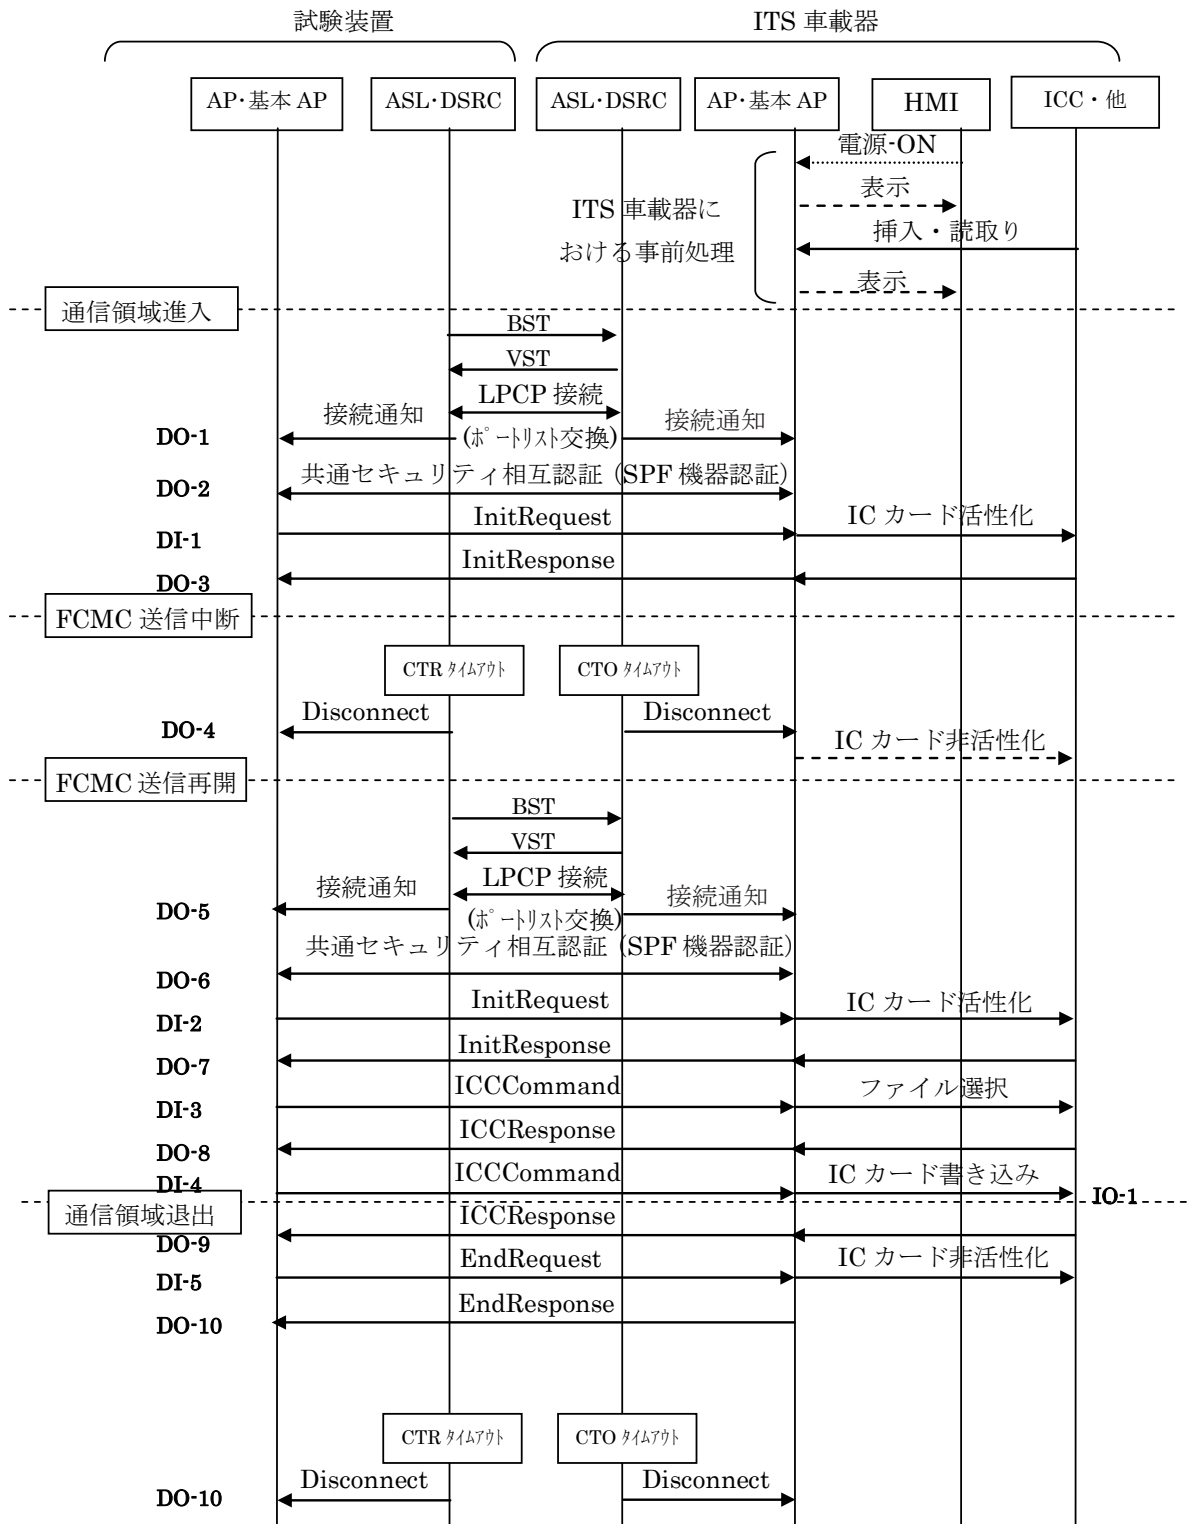 試験装置
ITS 車載器
AP・基本 AP
ASL・DSRC
ASL・DSRC
AP・基本 AP
HMI
ICC・他
電源-ON
表示
ITS 車載器に
おける事前処理
挿入・読取り
表示
通信領域進入
BST
VST
LPCP 接続
接続通知
接続通知
DO-1
(ﾎﾟｰﾄﾘｽﾄ交換)
共通セキュリティ相互認証（SPF 機器認証）
DO-2
InitRequest
IC カード活性化
DI-1
InitResponse
DO-3
FCMC 送信中断
CTR ﾀｲﾑｱｳﾄ
CTO ﾀｲﾑｱｳﾄ
Disconnect
Disconnect
DO-4
IC カード非活性化
FCMC 送信再開
BST
VST
LPCP 接続
接続通知
接続通知
DO-5
(ﾎﾟｰﾄﾘｽﾄ交換)
共通セキュリティ相互認証（SPF 機器認証）
DO-6
InitRequest
IC カード活性化
DI-2
InitResponse
DO-7
ICCCommand
ファイル選択
DI-3
ICCResponse
DO-8
ICCCommand
IC カード書き込み
DI-4
IO-1
通信領域退出
ICCResponse
DO-9
EndRequest
IC カード非活性化
DI-5
EndResponse
DO-10
CTR ﾀｲﾑｱｳﾄ
CTO ﾀｲﾑｱｳﾄ
Disconnect
Disconnect
DO-10